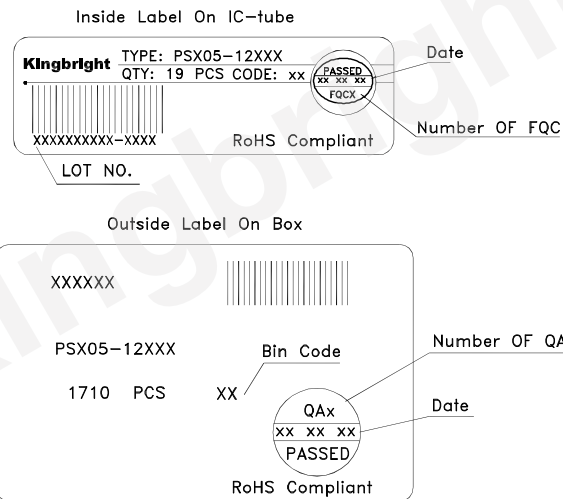 Inside Label On IC-tube
Kingbright
TYPE: PSX05-12XXX
QTY: 19 PCS CODE: xx
PASSED
xx xx xx
FQCX
Date
Number OF FQC
XXXXXXXXXX-XXXX
RoHS Compliant
LOT NO.
Outside Label On Box
XXXXXX
PSX05-12XXX
Bin Code
Number OF QA
1710 PCS
XX
QAx
Date
xx xx xx
PASSED
RoHS Compliant
Kingbright